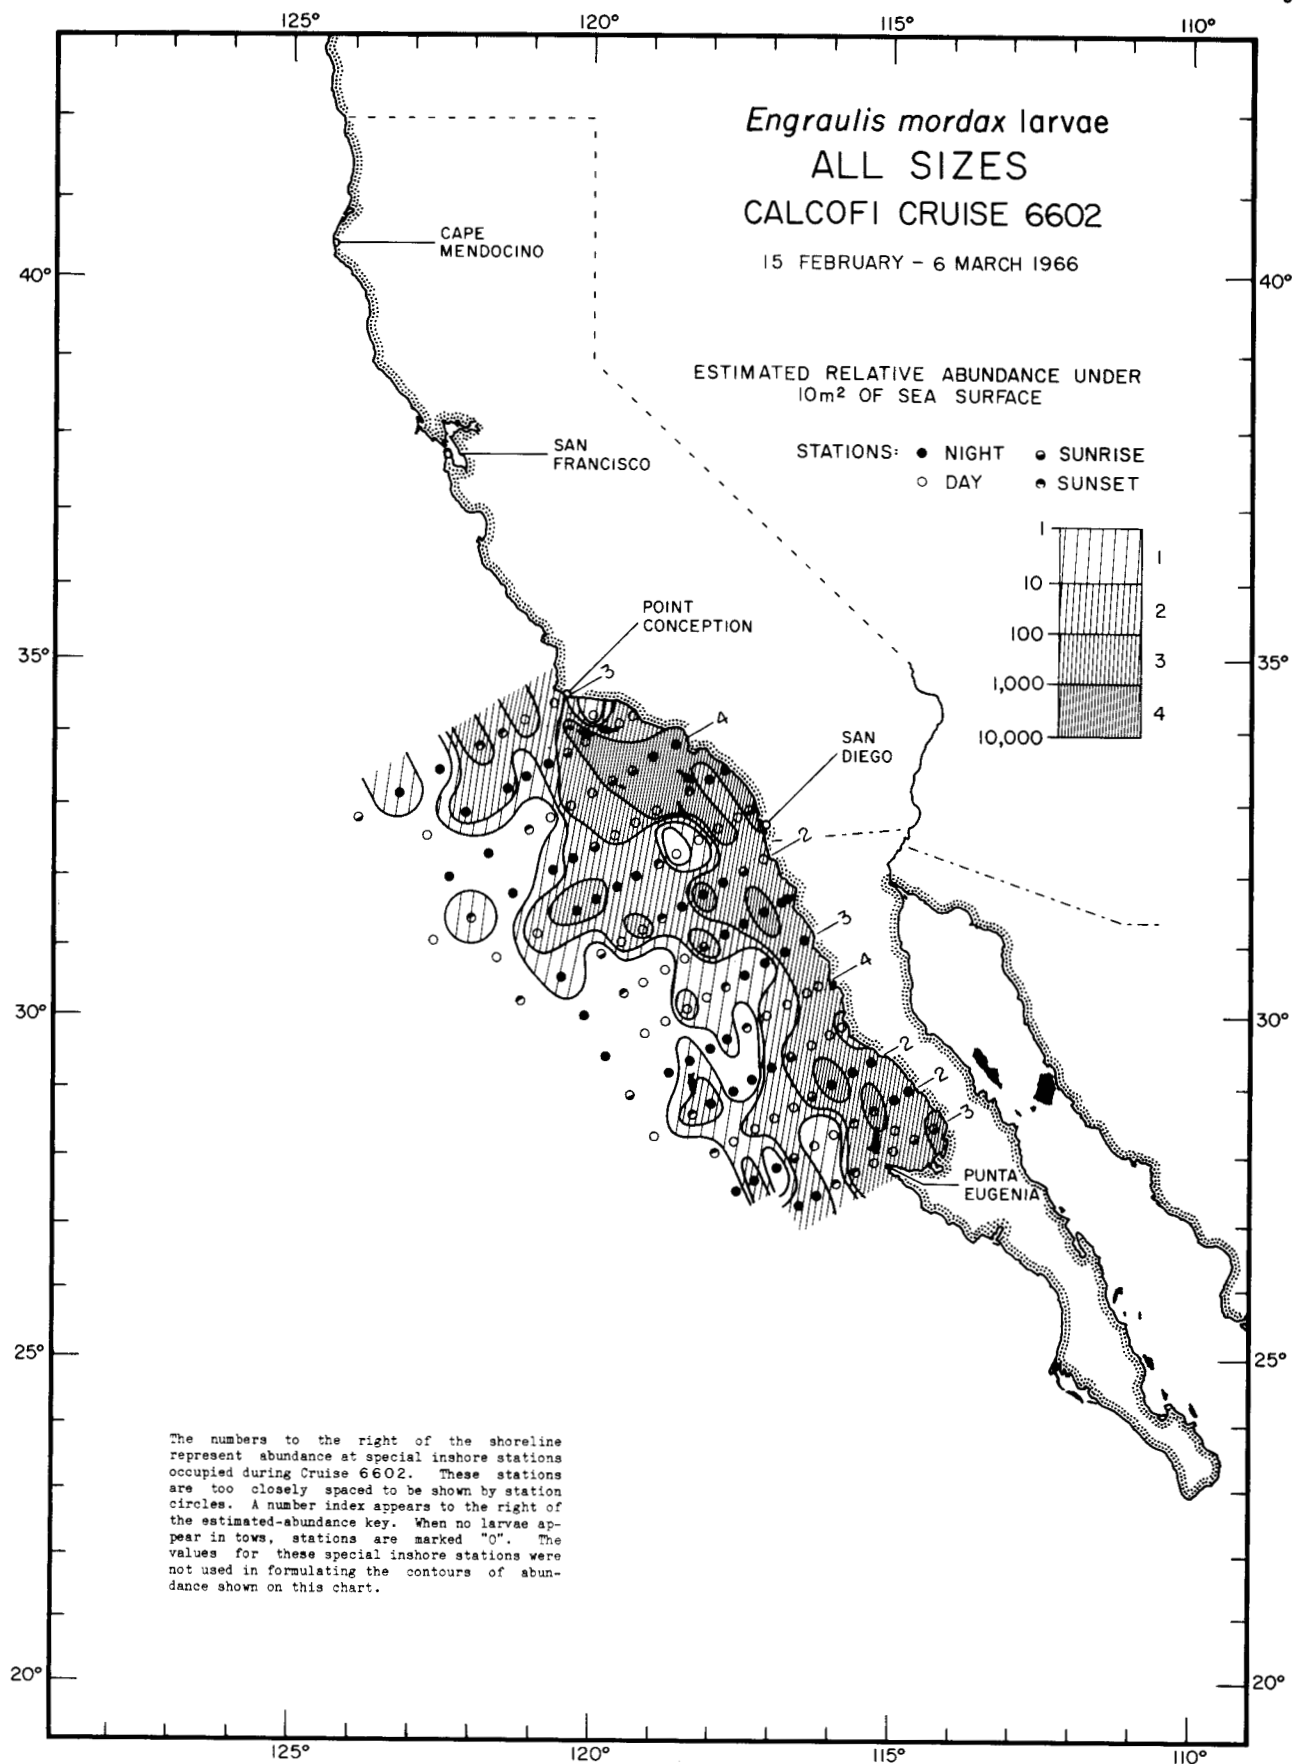 125°
120°
115°
110°
Engraulis mordax larvae
ALL SIZES
CALCOFI CRUISE 6602
15 FEBRUARY – 6 MARCH 1966
CAPE
MENDOCINO
40°
40°
ESTIMATED RELATIVE ABUNDANCE UNDER
10m² OF SEA SURFACE
STATIONS: ● NIGHT SUNRISE
○ DAY SUNSET
SAN
FRANCISCO
1
1
10
2
100
3
1,000
4
10,000
POINT
CONCEPTION
35°
35°
3
4
SAN
DIEGO
2
3
4
30°
30°
2
2
3
PUNTA
EUGENIA
25°
25°
The numbers to the right of the shoreline
represent abundance at special inshore stations
occupied during Cruise 6602. These stations
are too closely spaced to be shown by station
circles. A number index appears to the right of
the estimated-abundance key. When no larvae ap-
pear in tows, stations are marked "0". The
values for these special inshore stations were
not used in formulating the contours of abun-
dance shown on this chart.
20°
20°
125°
120°
115°
110°